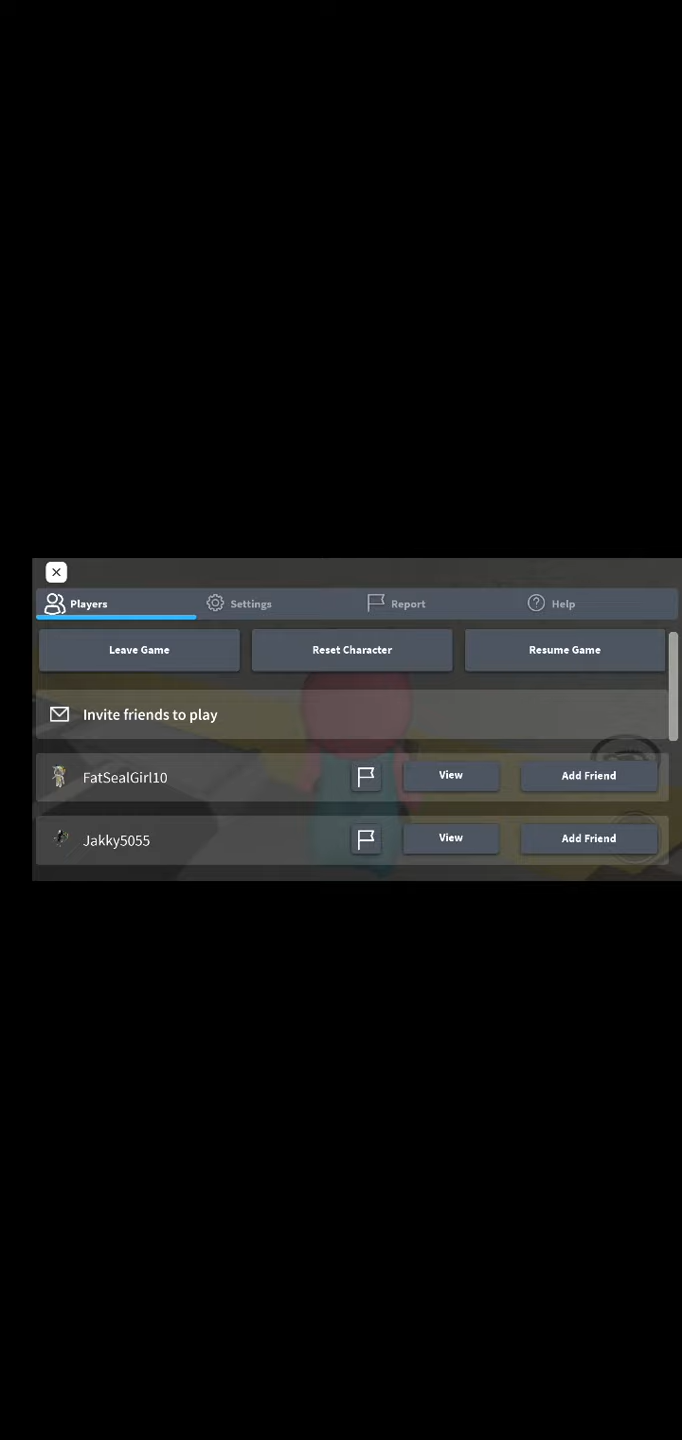 Players
Settings
Report
Help
Leave Game
Reset Character
Resume Game
Invite friends to play
FatSealGirl10
View
Add Friend
Jakky5055
View
Add Friend